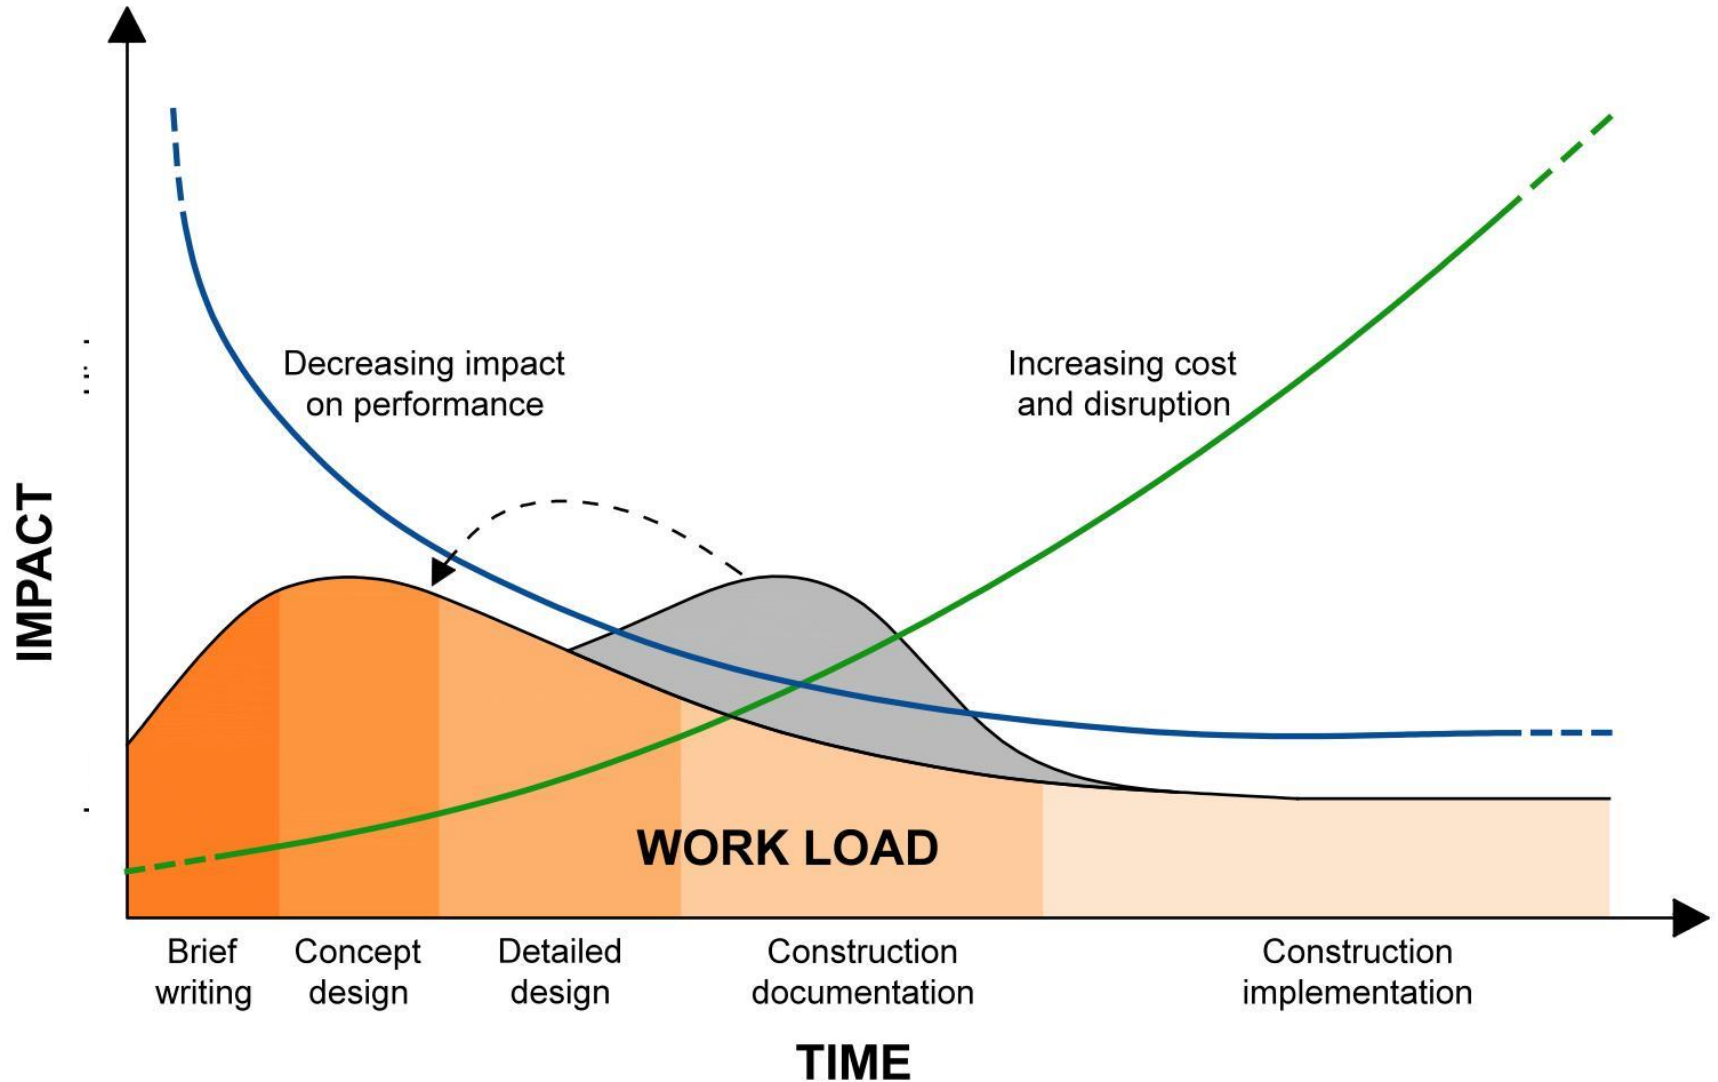 Decreasing impact
on performance
Increasing cost
and disruption
IMPACT
WORK LOAD
Brief
writing
Concept
design
Detailed
design
Construction
documentation
Construction
implementation
TIME